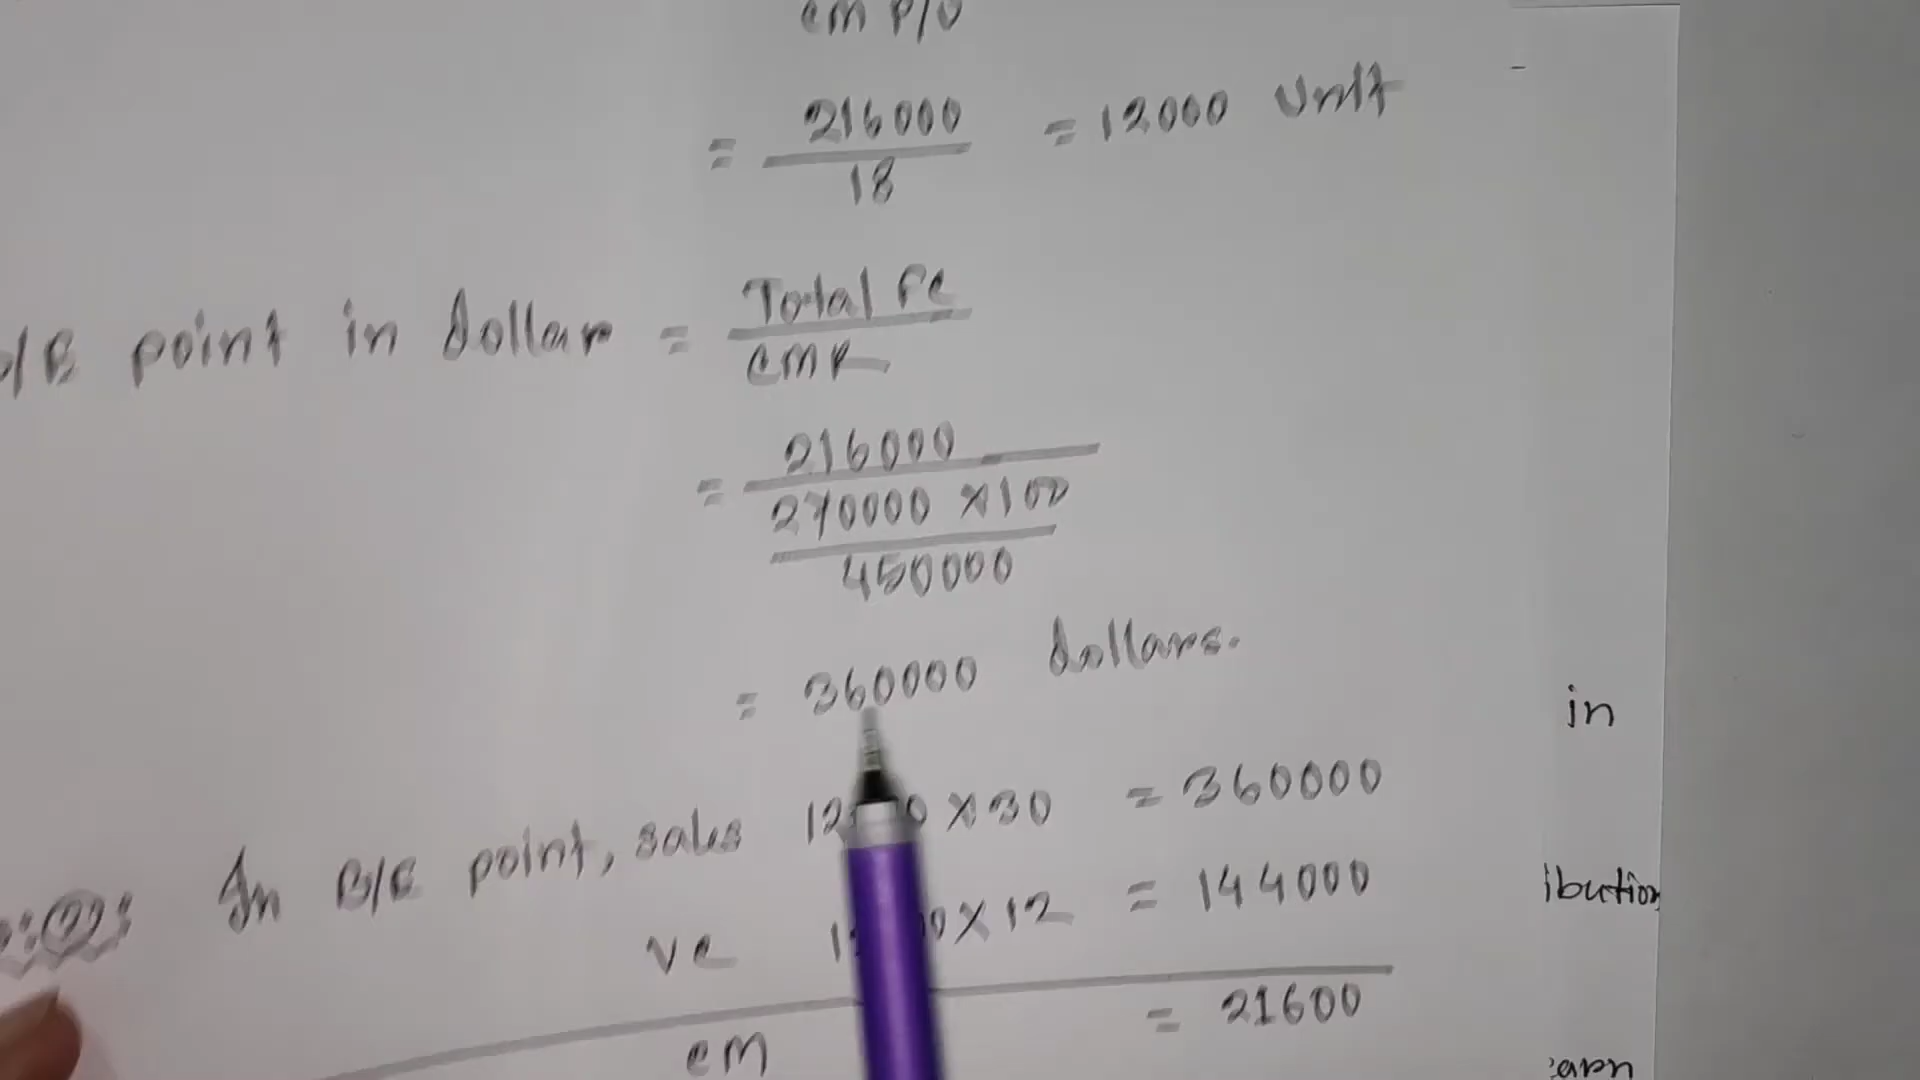 CM P/U
= 216000 / 18 = 12000 Unit
/E point in dollar = Total FC / CMR
= 216000 / 270000 x 100 / 450000
= 360000 dollars.
in
In B/E point, sales x 30 = 360000
ibution
VC x 12 = 144000
CM = 21600
earn